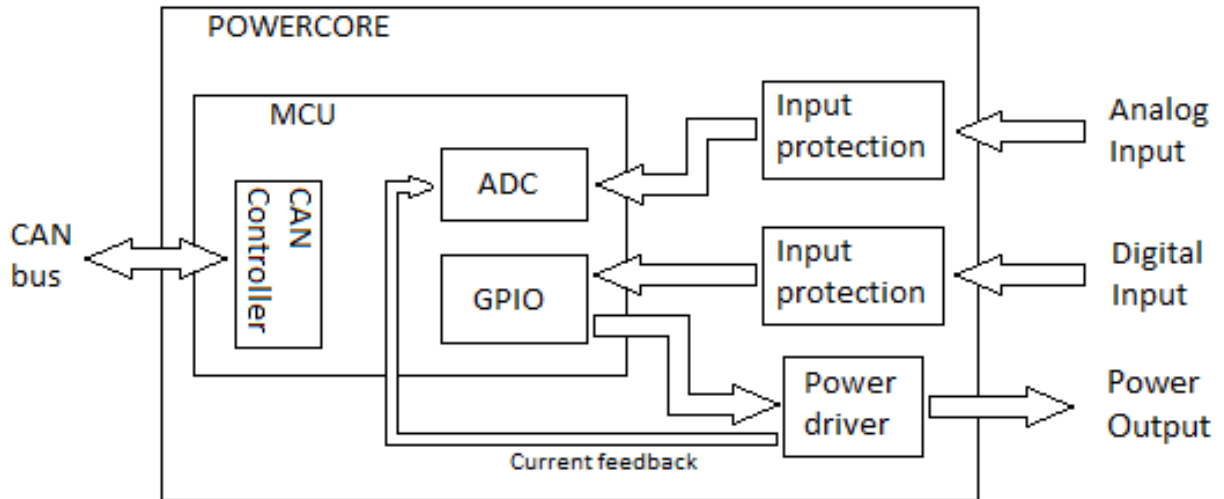 POWERCORE
MCU
CAN
bus
CAN
Controller
ADC
GPIO
Input
protection
Analog
Input
Input
protection
Digital
Input
Power
driver
Power
Output
Current feedback